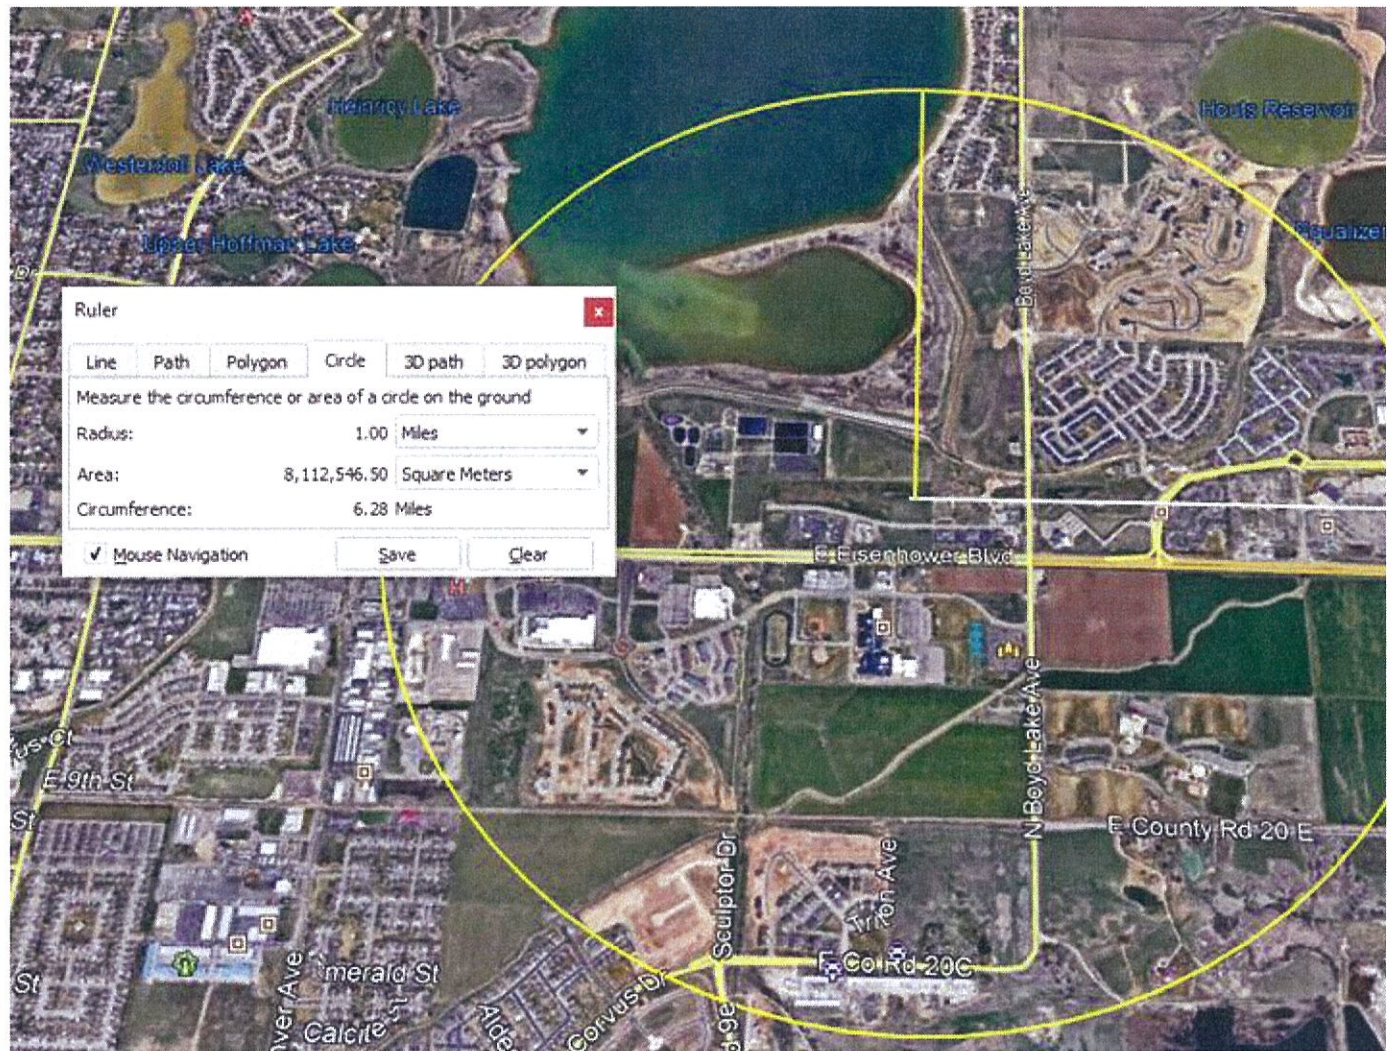 Heinricy Lake
Houts Reservoir
Westerdoll Lake
Upper Hoffman Lake
Equalizer
Dr
Boyd Lake Ave
Ruler
Line Path Polygon Circle 3D path 3D polygon
Measure the circumference or area of a circle on the ground
Radius: 1.00 Miles
Area: 8,112,546.50 Square Meters
Circumference: 6.28 Miles
Mouse Navigation Save Clear
E Eisenhower Blvd
H
N Boyd Lake Ave
E 9th St
St
E County Rd 20 E
Sculptor Dr
Triton Ave
E Co Rd 20C
St
Corvus Dr
Calcite St